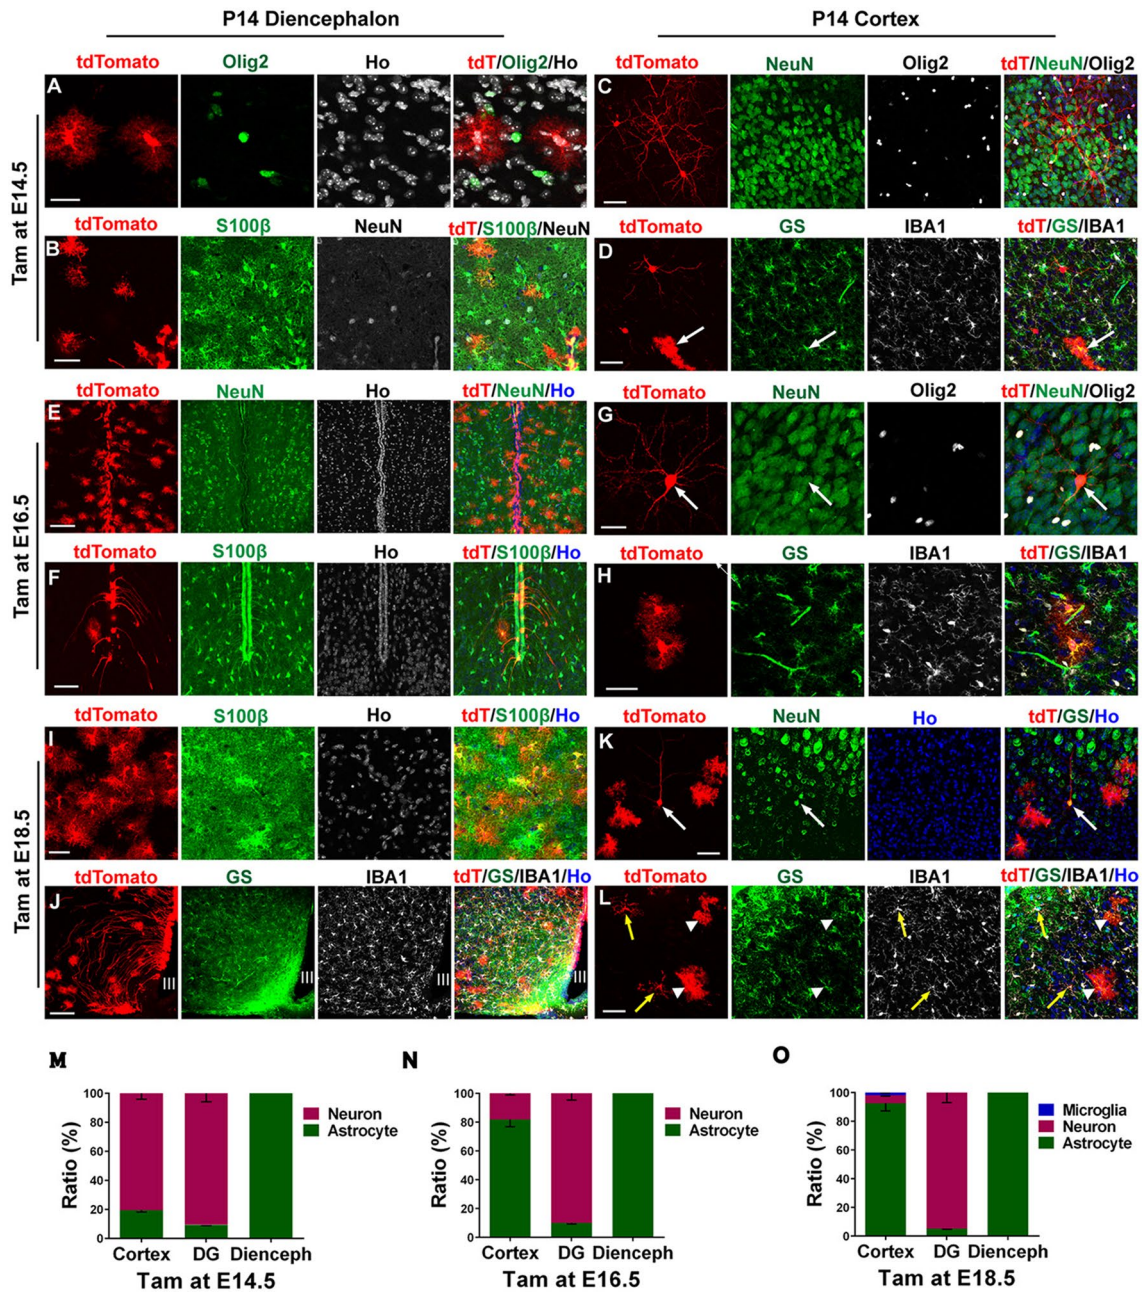 P14 Diencephalon P14 Cortex
tdTomato Olig2 Ho tdT/Olig2/Ho tdTomato NeuN Olig2 tdT/NeuN/Olig2
A C
Tam at E14.5
tdTomato S100β NeuN tdT/S100β/NeuN tdTomato GS IBA1 tdT/GS/IBA1
B D
tdTomato NeuN Ho tdT/NeuN/Ho tdTomato NeuN Olig2 tdT/NeuN/Olig2
E G
Tam at E16.5
tdTomato S100β Ho tdT/S100β/Ho tdTomato GS IBA1 tdT/GS/IBA1
F H
tdTomato S100β Ho tdT/S100β/Ho tdTomato NeuN Ho tdT/GS/Ho
I K
Tam at E18.5
tdTomato GS IBA1 tdT/GS/IBA1/Ho tdTomato GS IBA1 tdT/GS/IBA1/Ho
J L
III III III III
M N O
100 Neuron 100 Neuron 100 Microglia
80 Astrocyte 80 Astrocyte 80 Neuron
Astrocyte
60 60 60
Ratio (%) Ratio (%) Ratio (%)
40 40 40
20 20 20
0 0 0
Cortex DG Dienceph Cortex DG Dienceph Cortex DG Dienceph
Tam at E14.5 Tam at E16.5 Tam at E18.5